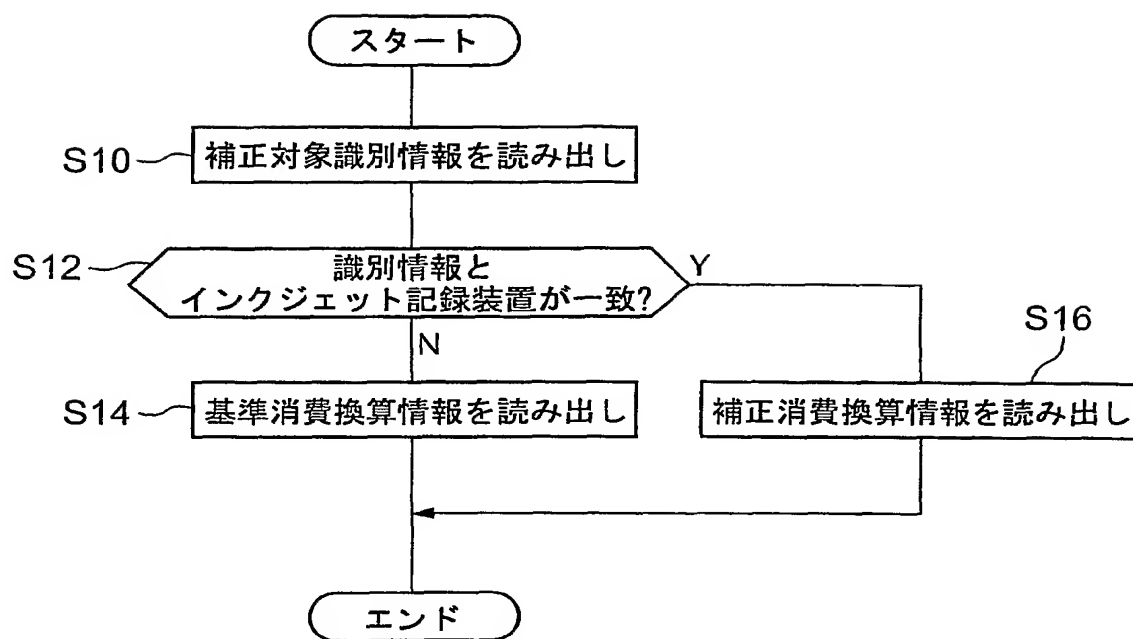 スタート
S10
補正対象識別情報を読み出し
S12
識別情報と
インクジェット記録装置が一致?
Y
N
S16
S14
基準消費換算情報を読み出し
補正消費換算情報を読み出し
エンド